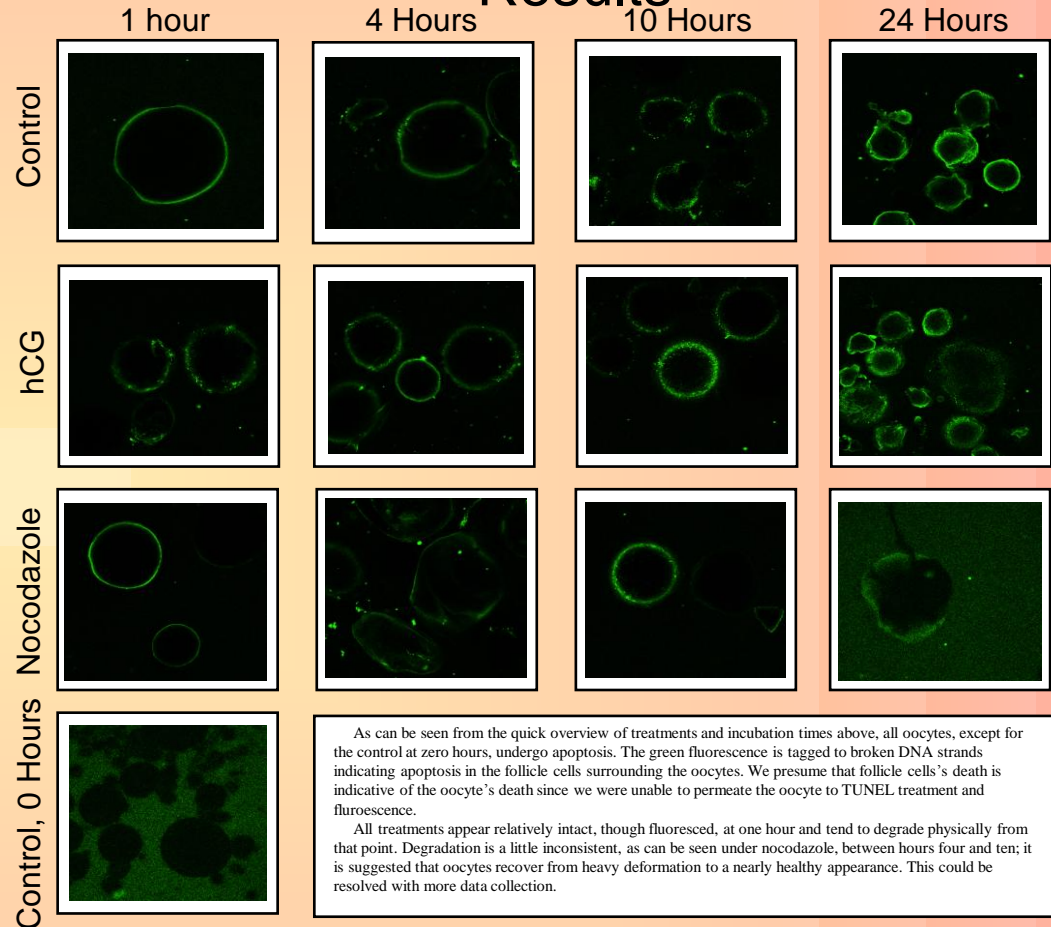 Results
1 hour
4 Hours
10 Hours
24 Hours
Control
hCG
Nocodazole
Control, 0 Hours
As can be seen from the quick overview of treatments and incubation times above, all oocytes, except for
the control at zero hours, undergo apoptosis. The green fluorescence is tagged to broken DNA strands
indicating apoptosis in the follicle cells surrounding the oocytes. We presume that follicle cells's death is
indicative of the oocyte's death since we were unable to permeate the oocyte to TUNEL treatment and
fluroescence.
All treatments appear relatively intact, though fluoresced, at one hour and tend to degrade physically from
that point. Degradation is a little inconsistent, as can be seen under nocodazole, between hours four and ten; it
is suggested that oocytes recover from heavy deformation to a nearly healthy appearance. This could be
resolved with more data collection.